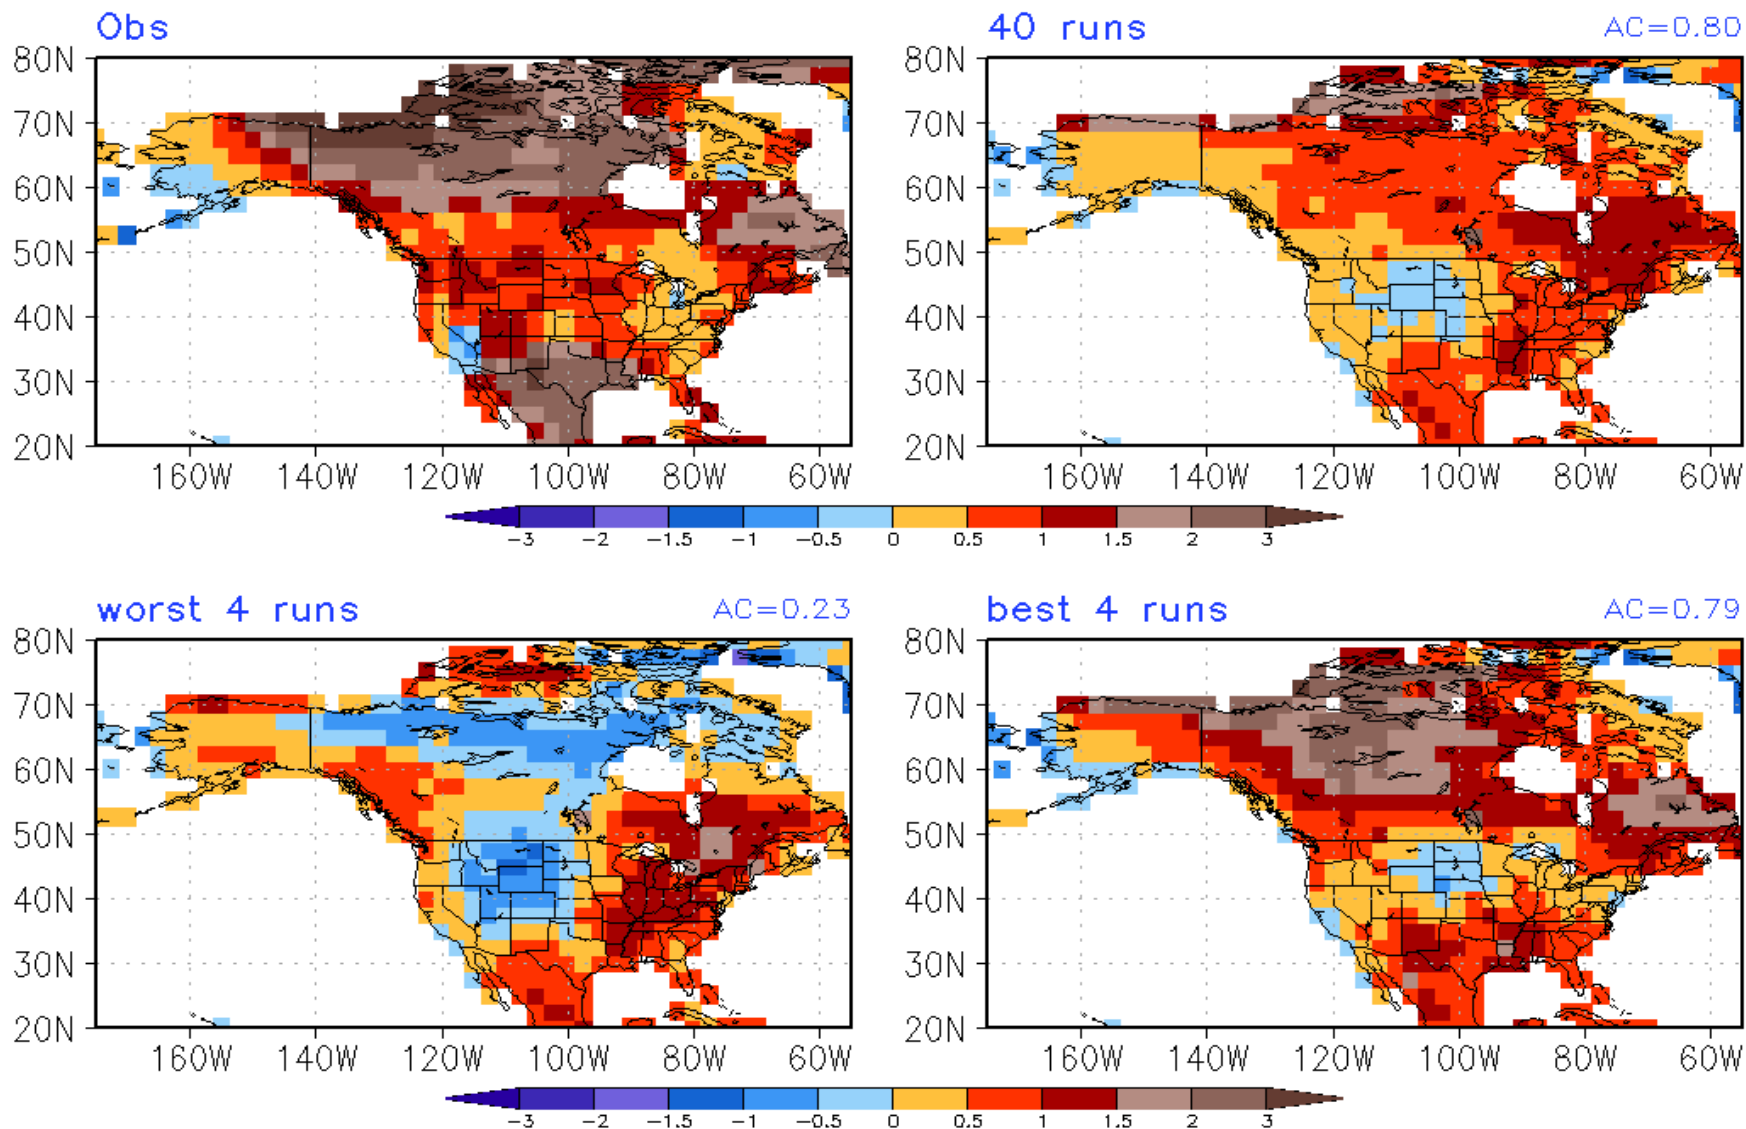 Obs
40 runs AC=0.80
80N 80N
70N 70N
60N 60N
50N 50N
40N 40N
30N 30N
20N 20N
160W 140W 120W 100W 80W 60W 160W 140W 120W 100W 80W 60W
-3 -2 -1.5 -1 -0.5 0 0.5 1 1.5 2 3
worst 4 runs AC=0.23
best 4 runs AC=0.79
80N 80N
70N 70N
60N 60N
50N 50N
40N 40N
30N 30N
20N 20N
160W 140W 120W 100W 80W 60W 160W 140W 120W 100W 80W 60W
-3 -2 -1.5 -1 -0.5 0 0.5 1 1.5 2 3